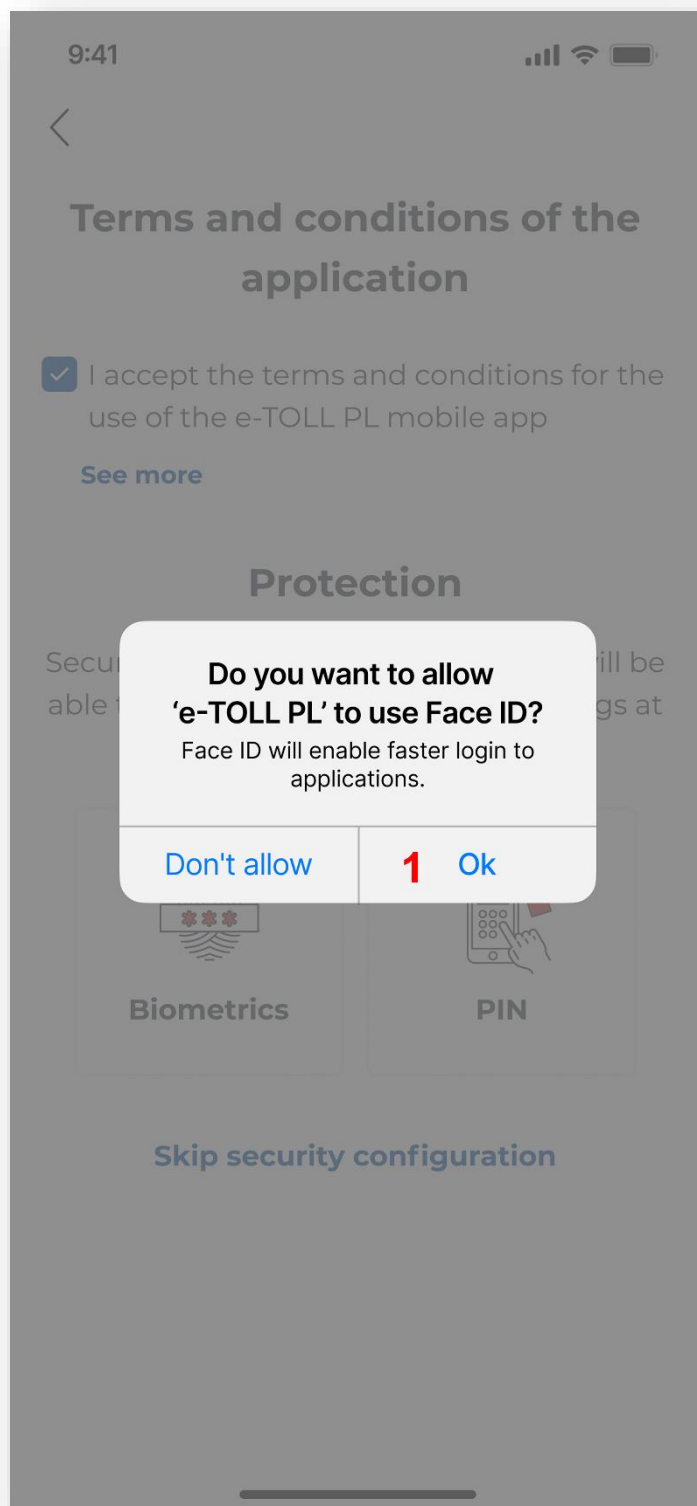 9:41
Terms and conditions of the
application
I accept the terms and conditions for the
use of the e-TOLL PL mobile app
See more
Protection
Do you want to allow
‘e-TOLL PL’ to use Face ID?
Face ID will enable faster login to
applications.
Don't allow
1 Ok
***
Biometrics
PIN
Skip security configuration